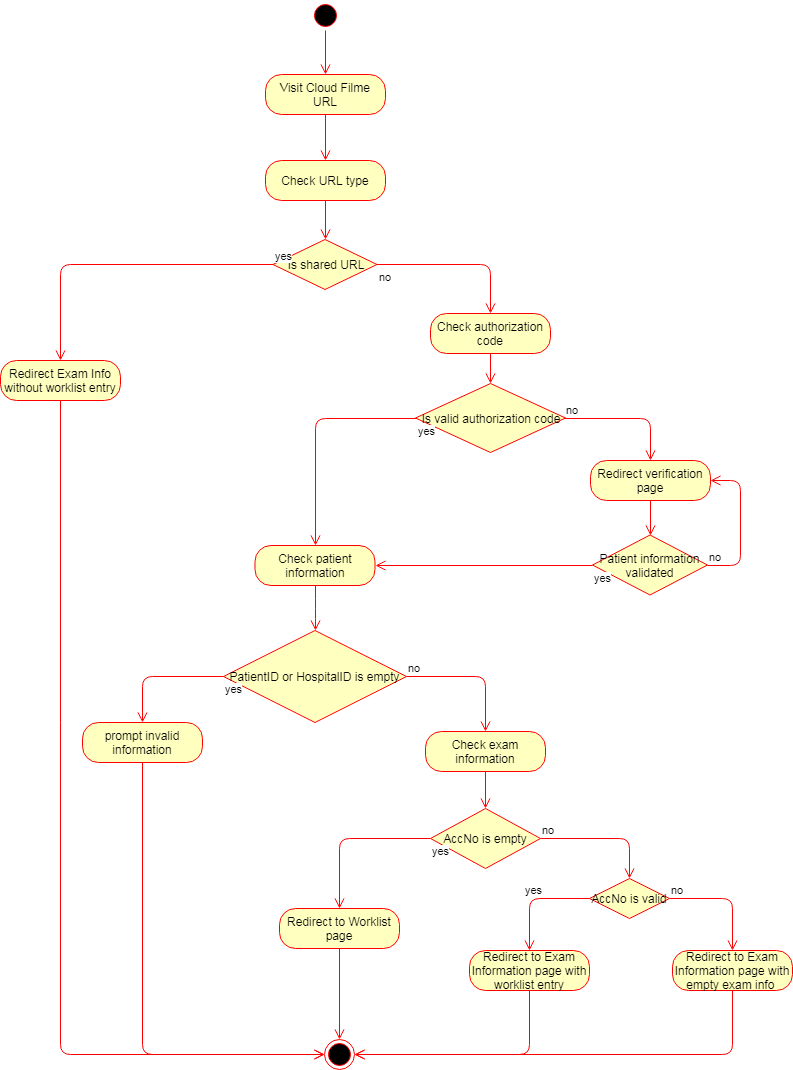 Visit Cloud Filme
URL
Check URL type
yes
is shared URL
no
Check authorization
code
Redirect Exam Info
without worklist entry
no
Is valid authorization code
yes
Redirect verification
page
Check patient
information
Patient information
validated
no
yes
PatientID or HospitalID is empty
no
yes
prompt invalid
information
Check exam
information
no
AccNo is empty
yes
yes
AccNo is valid
no
Redirect to Worklist
page
Redirect to Exam
Information page with
worklist entry
Redirect to Exam
Information page with
empty exam info